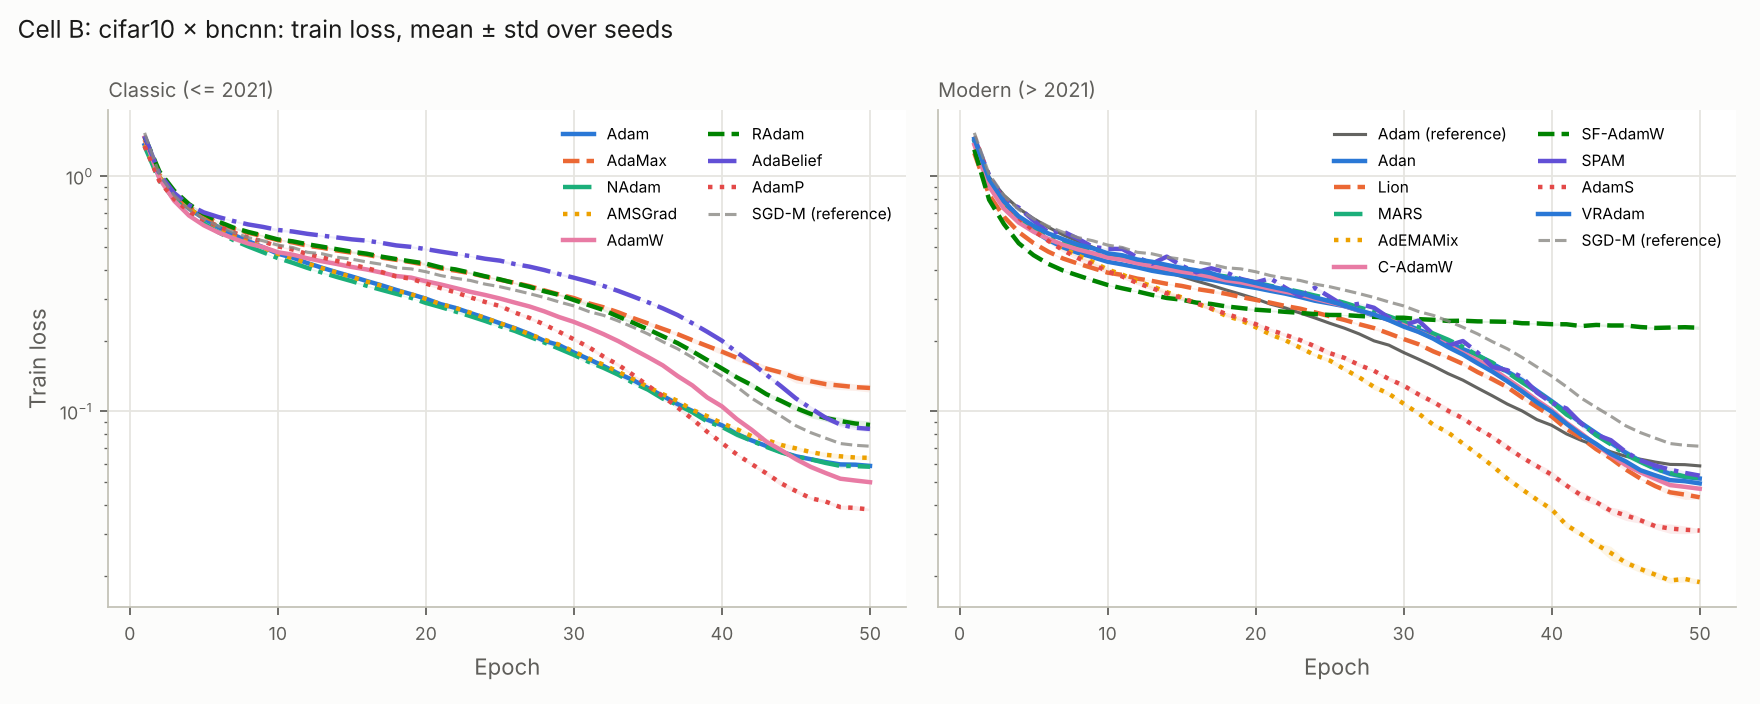 Cell B: cifar10 × bncnn: train loss, mean ± std over seeds
Classic (<= 2021)
Adam
AdaMax
NAdam
AMSGrad
AdamW
RAdam
AdaBelief
AdamP
SGD-M (reference)
10⁰
10⁻¹
Train loss
0 10 20 30 40 50
Epoch
Modern (> 2021)
Adam (reference)
Adan
Lion
MARS
AdEMAMix
C-AdamW
SF-AdamW
SPAM
AdamS
VRAdam
SGD-M (reference)
0 10 20 30 40 50
Epoch